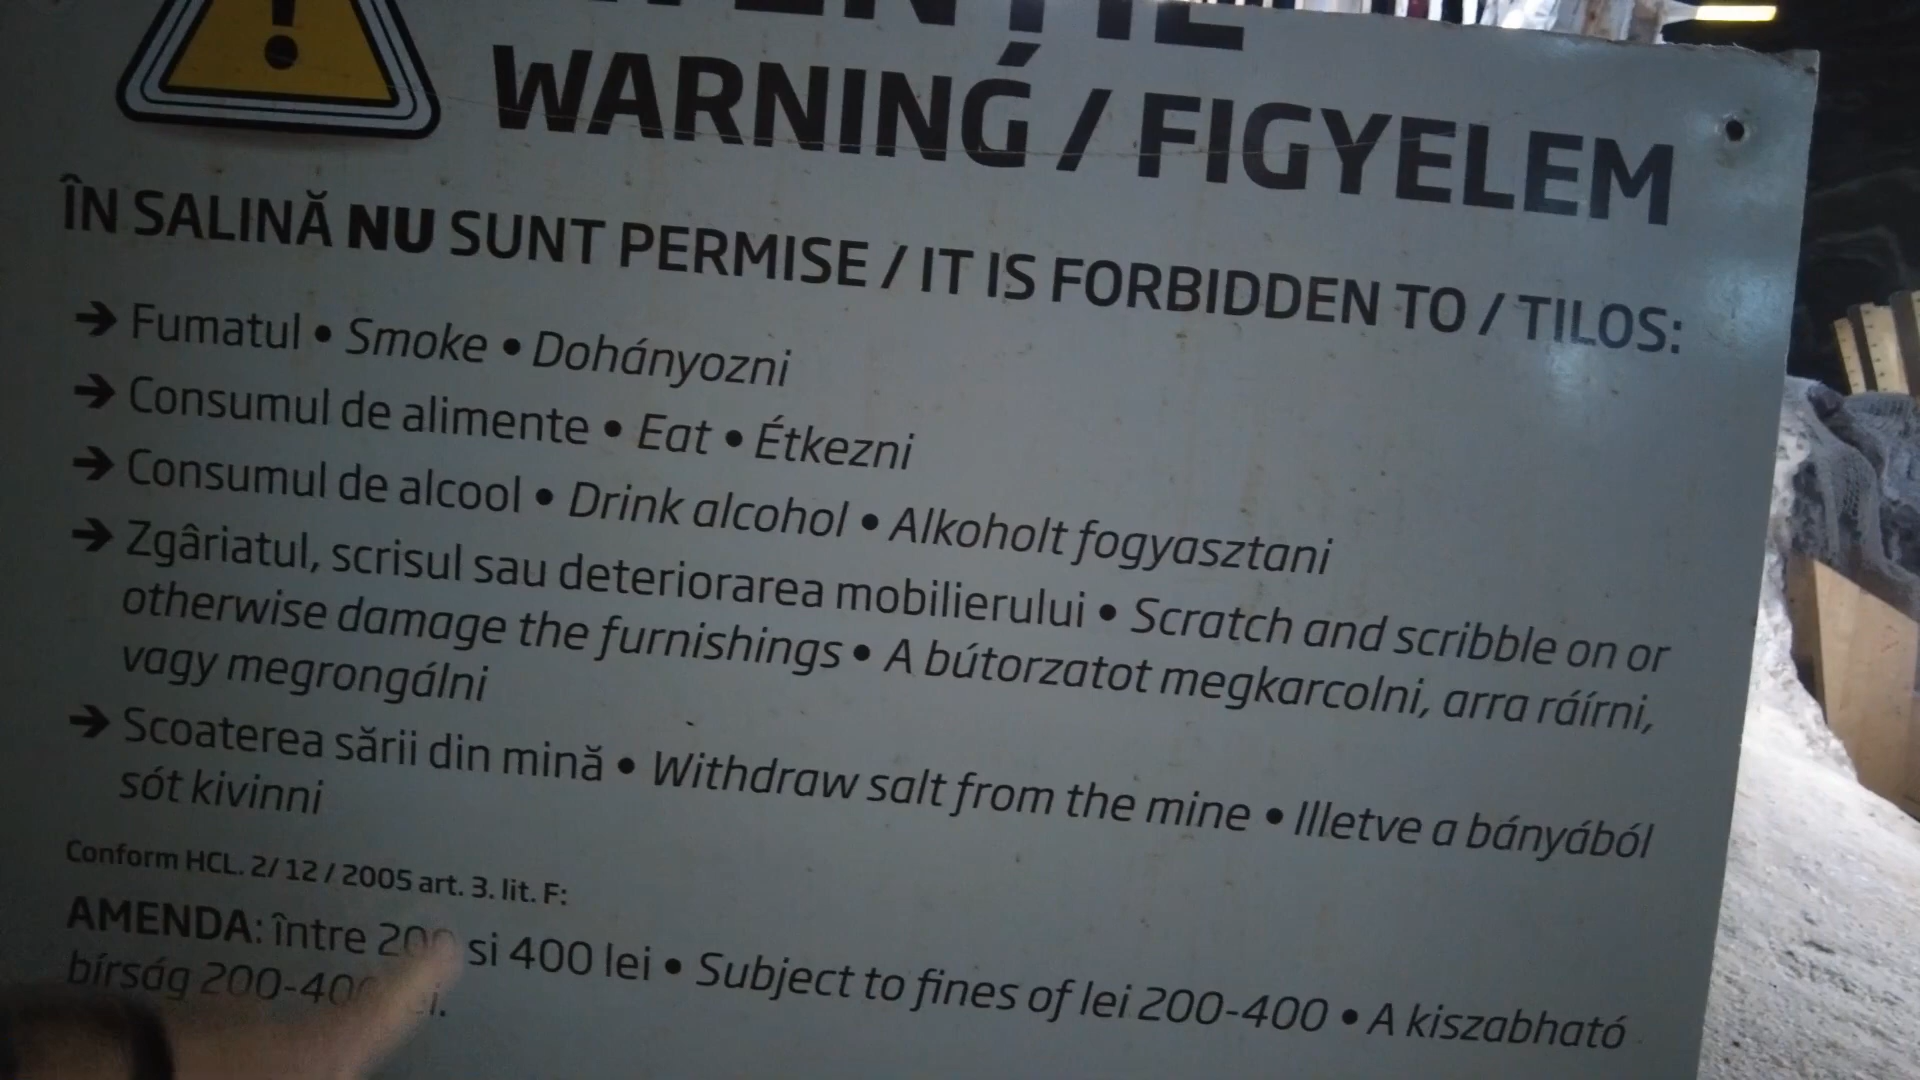 ATENȚIE
WARNING / FIGYELEM
ÎN SALINĂ NU SUNT PERMISE / IT IS FORBIDDEN TO / TILOS:
➔ Fumatul • Smoke • Dohányozni
➔ Consumul de alimente • Eat • Étkezni
➔ Consumul de alcool • Drink alcohol • Alkoholt fogyasztani
➔ Zgâriatul, scrisul sau deteriorarea mobilierului • Scratch and scribble on or
otherwise damage the furnishings • A bútorzatot megkarcolni, arra ráírni,
vagy megrongálni
➔ Scoaterea sării din mină • Withdraw salt from the mine • Illetve a bányából
sót kivinni
Conform HCL. 2/ 12 / 2005 art. 3. lit. F:
AMENDA: între 200 si 400 lei • Subject to fines of lei 200-400 • A kiszabható
bírság 200-400 lei.